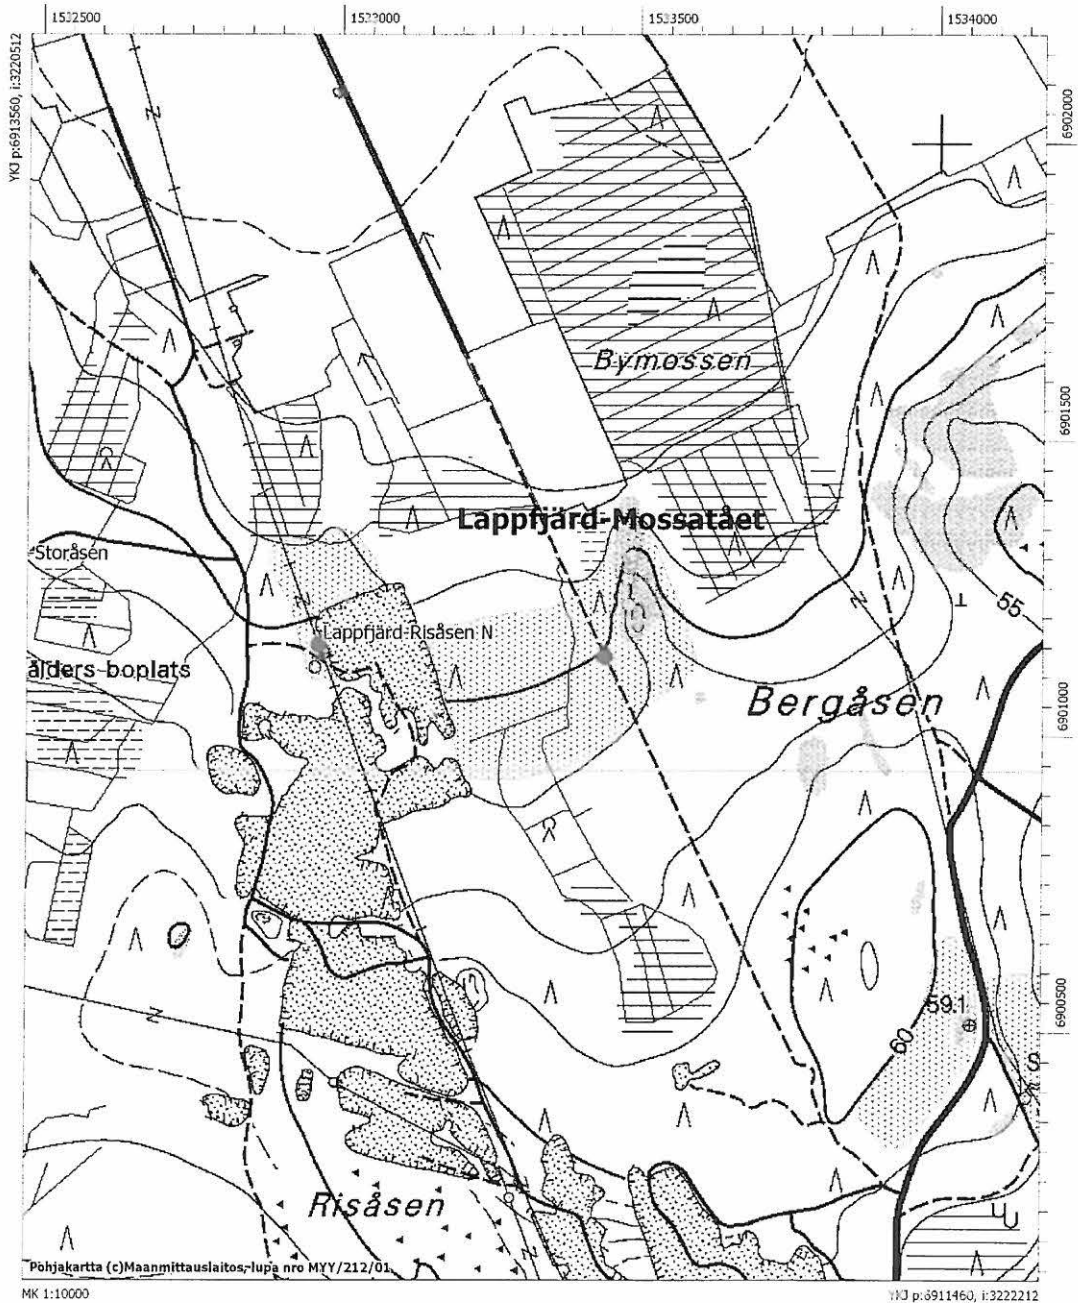 1532500
1533000
1533500
1534000
YKJ p:6913560, i:3220512
6902000
Bymossen
6901500
Lappfjärd-Mossatået
-Storåsen
55
Lappfjärd-Risåsen N
ålders boplats
Bergåsen
6901000
59.1
6900500
60
S
Risåsen
Pohjakartta (c)Maanmittauslaitos, lupa nro MYY/212/01
MK 1:10000
YKJ p:6911460, i:3222212